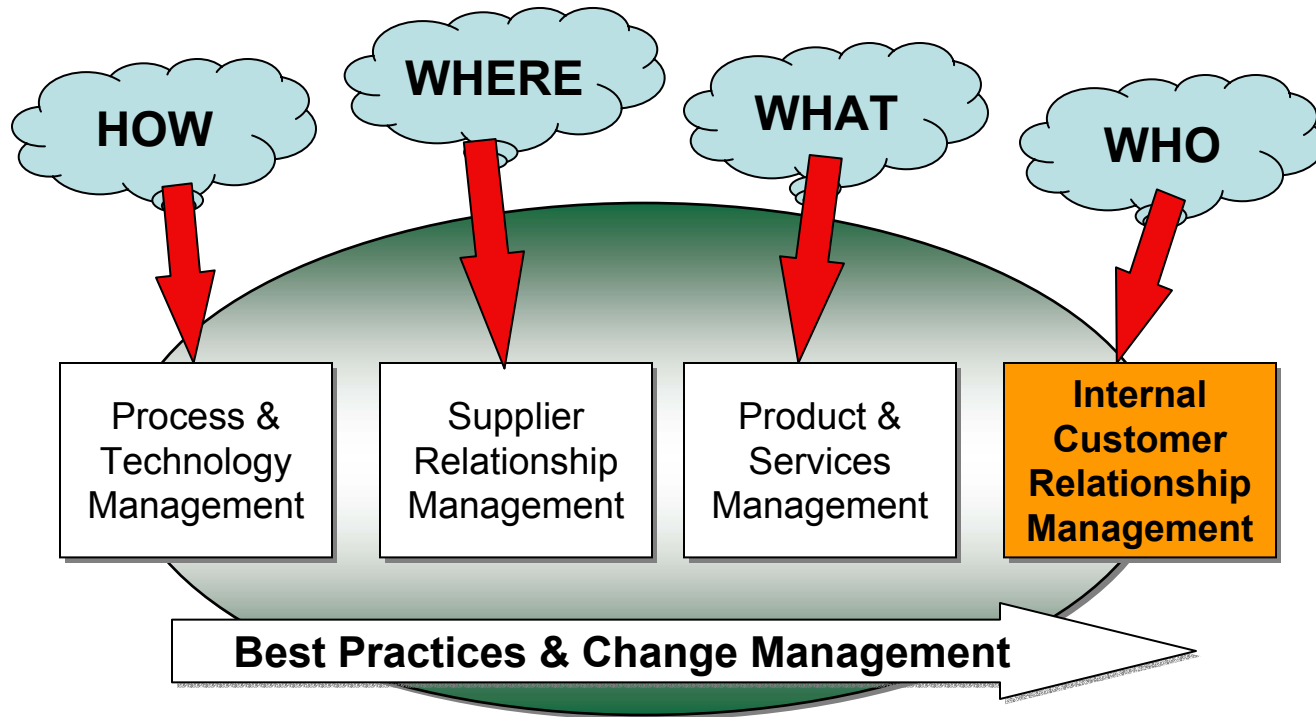 HOW
WHERE
WHAT
WHO
Process &
Technology
Management
Supplier
Relationship
Management
Product &
Services
Management
Internal
Customer
Relationship
Management
Best Practices & Change Management